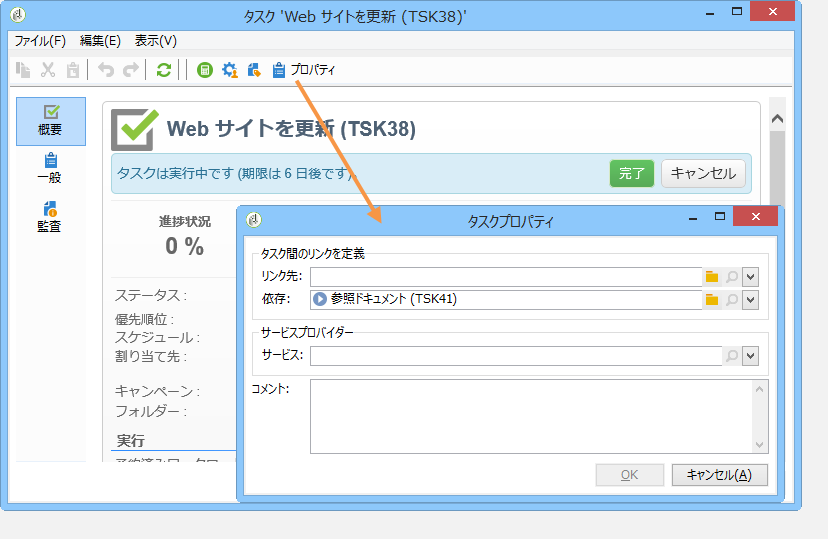 タスク 'Web サイトを更新 (TSK38)'
ファイル(F) 編集(E) 表示(V)
プロパティ
概要
一般
監査
Web サイトを更新 (TSK38)
タスクは実行中です (期限は 6 日後です)。
完了
キャンセル
進捗状況
0 %
ステータス :
優先順位 :
スケジュール :
割り当て先 :
キャンペーン :
フォルダー :
実行
タスクプロパティ
タスク間のリンクを定義
リンク先:
依存: 参照ドキュメント (TSK41)
サービスプロバイダー
サービス:
コメント:
OK
キャンセル(A)